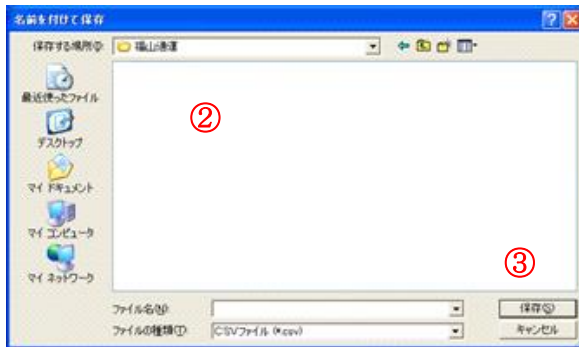 名前を付けて保存
保存する場所(I):
福山通運
最近使ったファイル
デスクトップ
マイ ドキュメント
マイ コンピュータ
マイ ネットワーク
②
③
ファイル名(N):
保存(S)
ファイルの種類(T):
CSVファイル (*.csv)
キャンセル